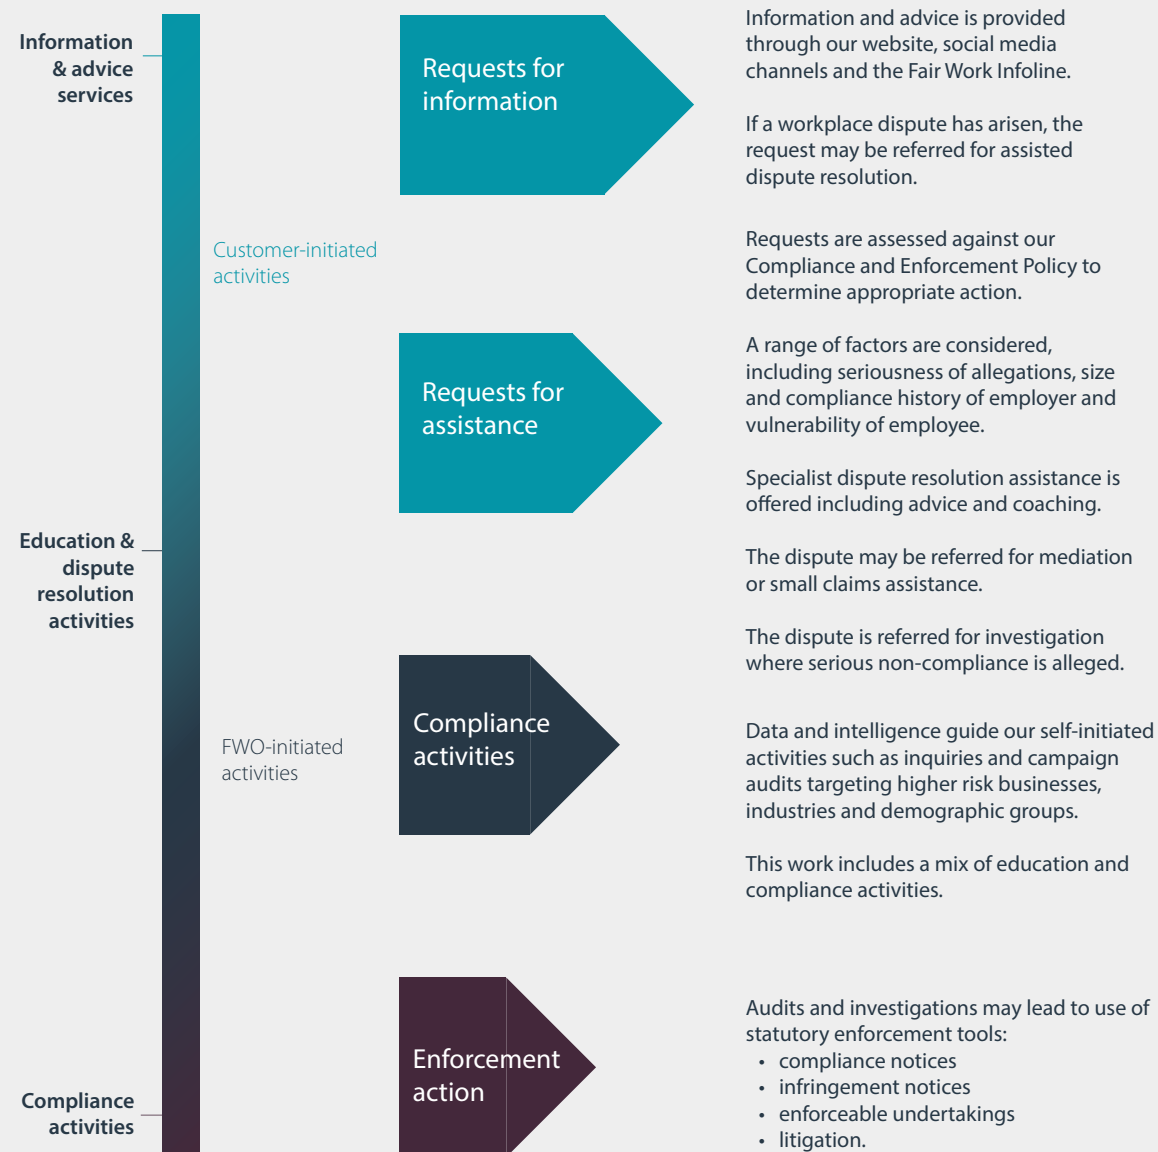 Information
& advice
services
Requests for
information
Information and advice is provided
through our website, social media
channels and the Fair Work Infoline.
If a workplace dispute has arisen, the
request may be referred for assisted
dispute resolution.
Customer-initiated
activities
Requests for
assistance
Requests are assessed against our
Compliance and Enforcement Policy to
determine appropriate action.
A range of factors are considered,
including seriousness of allegations, size
and compliance history of employer and
vulnerability of employee.
Specialist dispute resolution assistance is
offered including advice and coaching.
The dispute may be referred for mediation
or small claims assistance.
The dispute is referred for investigation
where serious non-compliance is alleged.
Education &
dispute
resolution
activities
FWO-initiated
activities
Compliance
activities
Data and intelligence guide our self-initiated
activities such as inquiries and campaign
audits targeting higher risk businesses,
industries and demographic groups.
This work includes a mix of education and
compliance activities.
Compliance
activities
Enforcement
action
Audits and investigations may lead to use of
statutory enforcement tools:
• compliance notices
• infringement notices
• enforceable undertakings
• litigation.